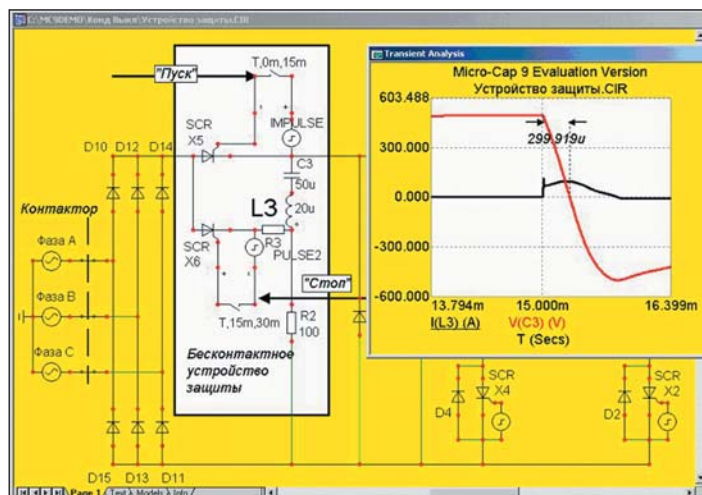 C:\MC9DEMO\Конд Выкл\Устройство защиты.CIR
"Пуск"
T,0m,15m
IMPULSE
SCR
X5
D10 D12 D14
C3
50u
L3
20u
Контактор
SCR
X6
R3
PULSE2
Фаза A
Фаза B
Фаза C
"Стоп"
T,15m,30m
R2
100
Бесконтактное
устройство
защиты
D15 D13 D11
SCR
X4
D4
SCR
X2
D2
Transient Analysis
Micro-Cap 9 Evaluation Version
Устройство защиты.CIR
603.488
300.000
0.000
-300.000
-600.000
299.919u
13.794m 15.000m 16.399m
I(L3) (A) V(C3) (V)
T (Secs)
Page 1 Text Models Info